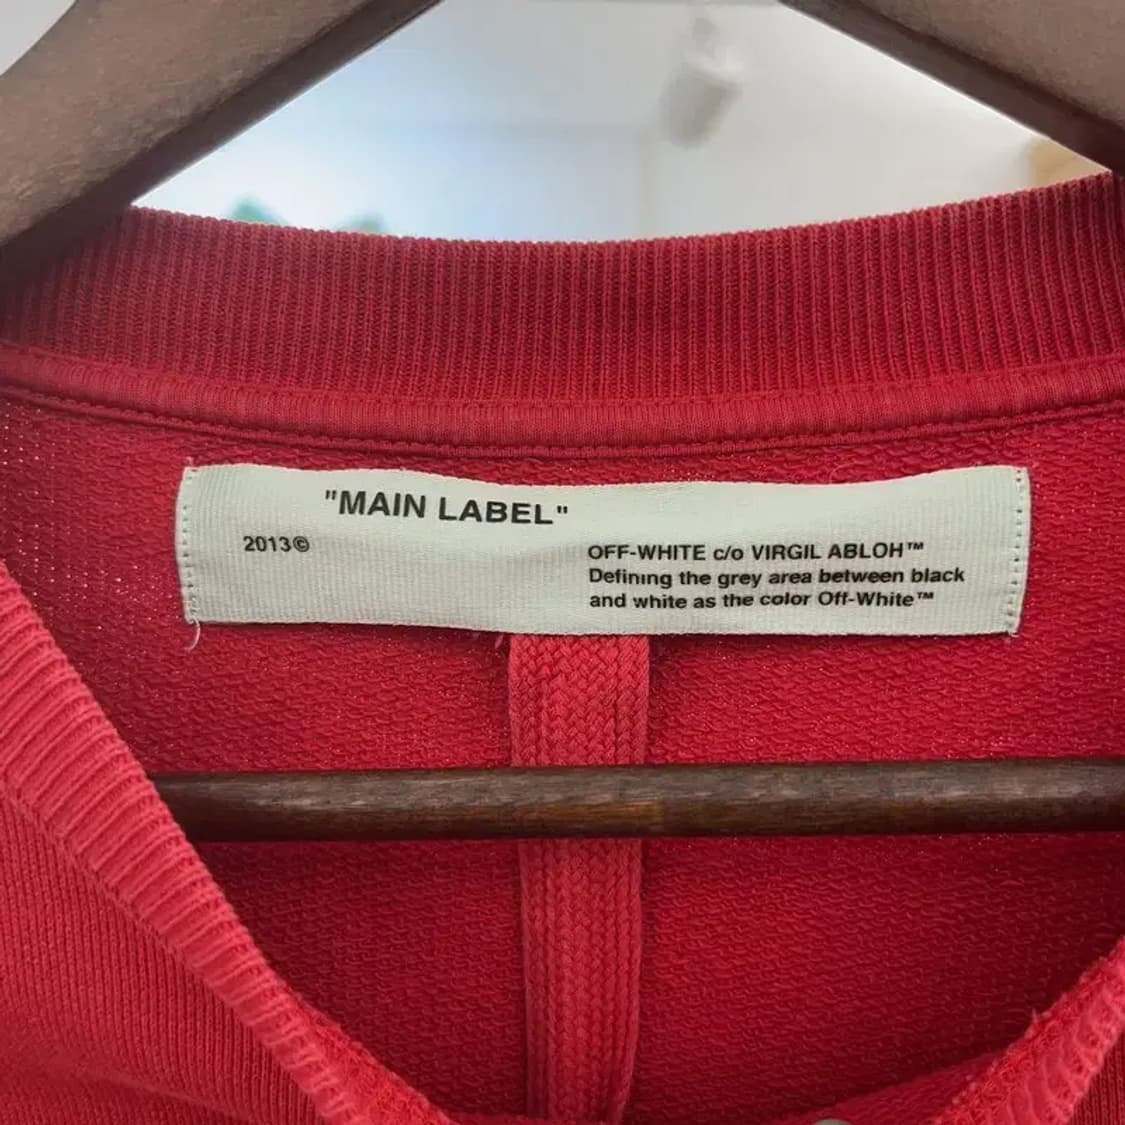 "MAIN LABEL"
2013©
OFF-WHITE c/o VIRGIL ABLOH™
Defining the grey area between black
and white as the color Off-White™